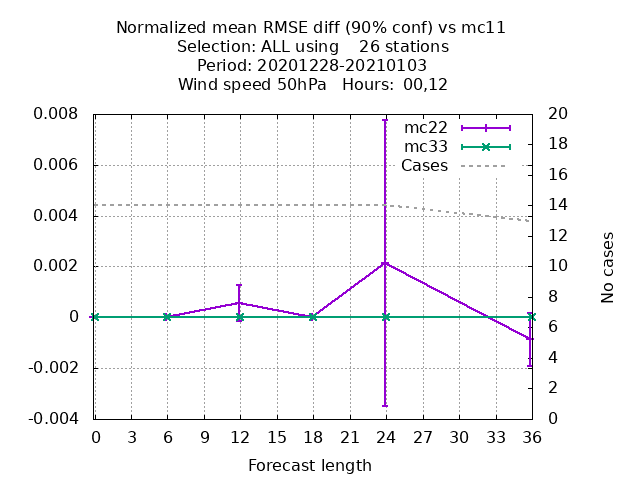 Normalized mean RMSE diff (90% conf) vs mc11
Selection: ALL using    26 stations
Period: 20201228-20210103
Wind speed 50hPa   Hours:  00,12
0.008
0.006
0.004
0.002
0
-0.002
-0.004
mc22
mc33
Cases
20
18
16
14
12
10
8
6
4
2
0
No cases
0 3 6 9 12 15 18 21 24 27 30 33 36
Forecast length